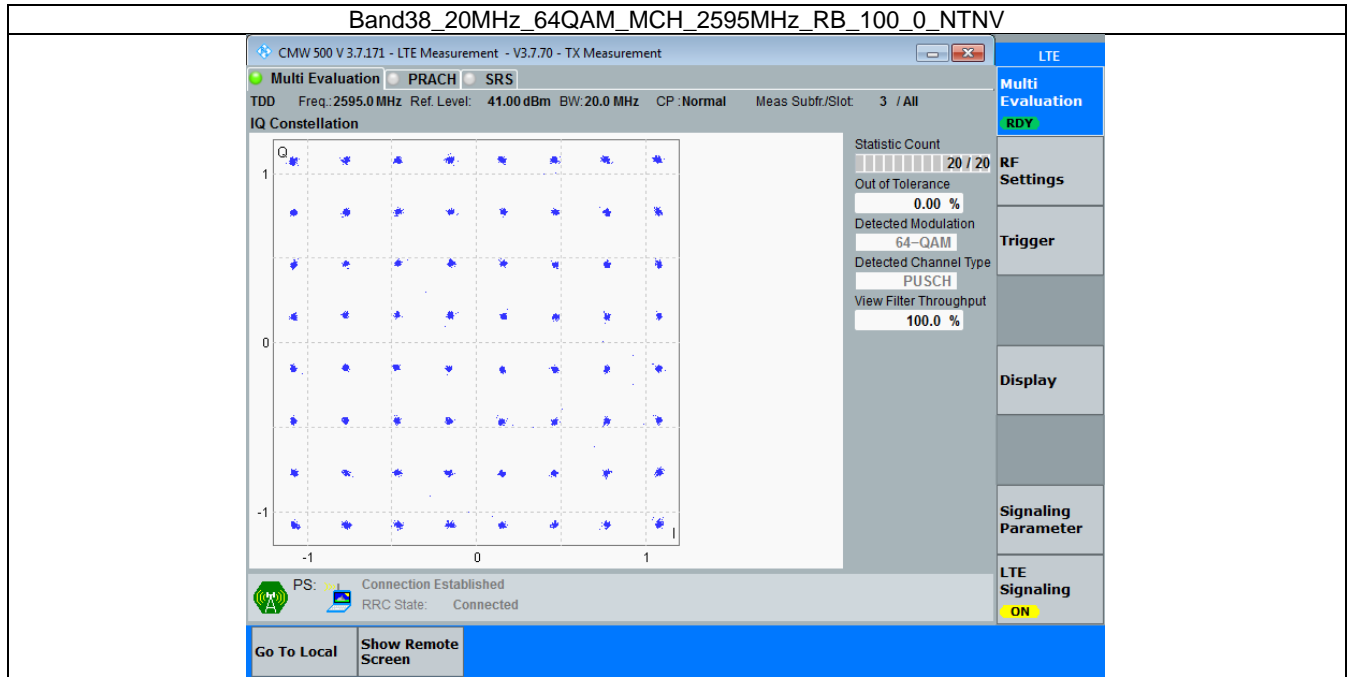 Band38_20MHz_64QAM_MCH_2595MHz_RB_100_0_NTNV
CMW 500 V 3.7.171 - LTE Measurement - V3.7.70 - TX Measurement
LTE
Multi Evaluation PRACH SRS
Multi
Evaluation
RDY
TDD Freq.:2595.0 MHz Ref. Level: 41.00 dBm BW:20.0 MHz CP :Normal Meas Subfr./Slot: 3 / All
IQ Constellation
Q
1
0
-1
-1 0 1
I
Statistic Count
20 / 20
Out of Tolerance
0.00 %
Detected Modulation
64-QAM
Detected Channel Type
PUSCH
View Filter Throughput
100.0 %
RF
Settings
Trigger
Display
Signaling
Parameter
LTE
Signaling
ON
PS:
Connection Established
RRC State: Connected
Go To Local
Show Remote
Screen